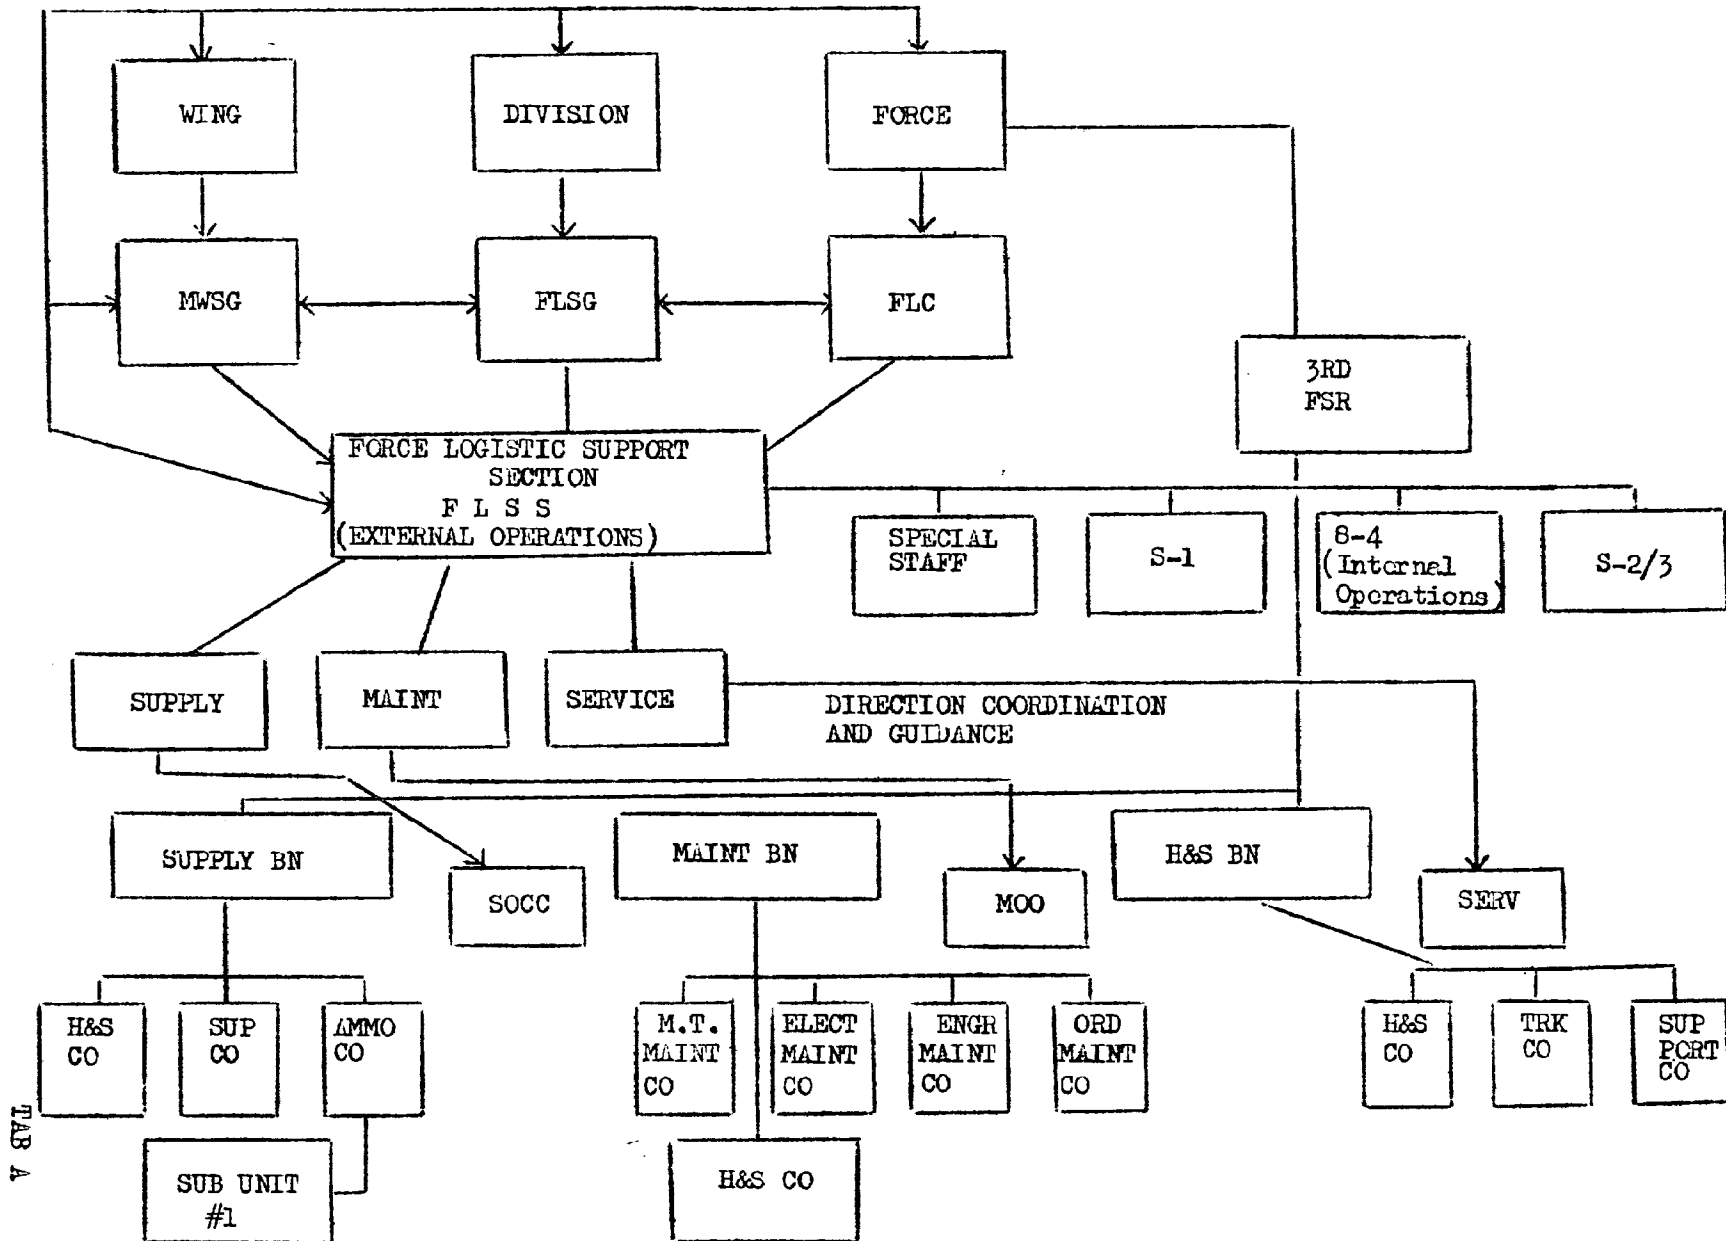 WING
DIVISION
FORCE
MWSG
FLSG
FLC
3RD
FSR
FORCE LOGISTIC SUPPORT
SECTION
F L S S
(EXTERNAL OPERATIONS)
SPECIAL
STAFF
S-1
8-4
(Internal
Operations)
S-2/3
SUPPLY
MAINT
SERVICE
DIRECTION COORDINATION
AND GUIDANCE
SUPPLY BN
SOCC
MAINT BN
MOO
H&S BN
SERV
H&S
CO
SUP
CO
AMMO
CO
M.T.
MAINT
CO
ELECT
MAINT
CO
ENGR
MAINT
CO
ORD
MAINT
CO
H&S
CO
TRK
CO
SUP
PORT
CO
SUB UNIT
#1
H&S CO
TAB A